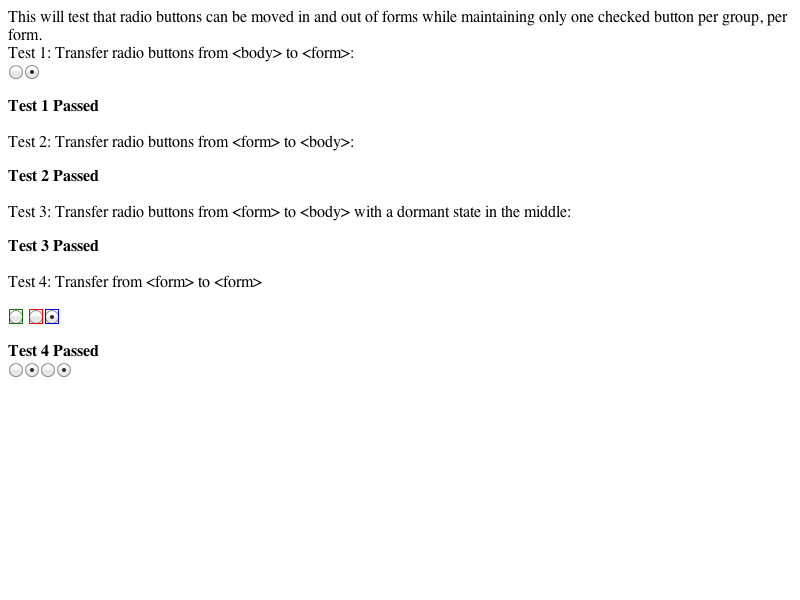 This will test that radio buttons can be moved in and out of forms while maintaining only one checked button per group, per
form.
Test 1: Transfer radio buttons from <body> to <form>:
Test 1 Passed
Test 2: Transfer radio buttons from <form> to <body>:
Test 2 Passed
Test 3: Transfer radio buttons from <form> to <body> with a dormant state in the middle:
Test 3 Passed
Test 4: Transfer from <form> to <form>
Test 4 Passed